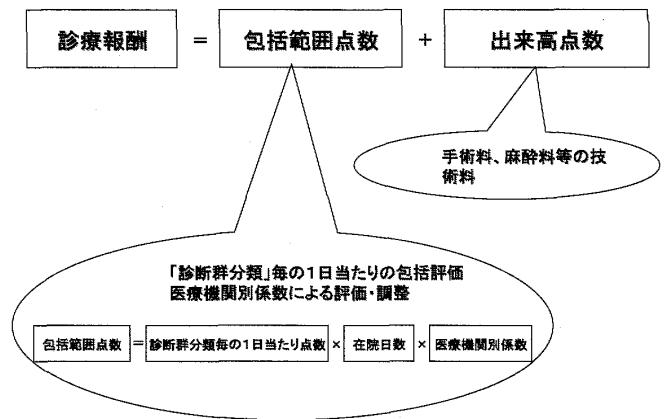 診療報酬 = 包括範囲点数 + 出来高点数
手術料、麻酔料等の技
術料
「診断群分類」毎の1日当たりの包括評価
医療機関別係数による評価・調整
包括範囲点数 = 診断群分類毎の1日当たり点数 × 在院日数 × 医療機関別係数